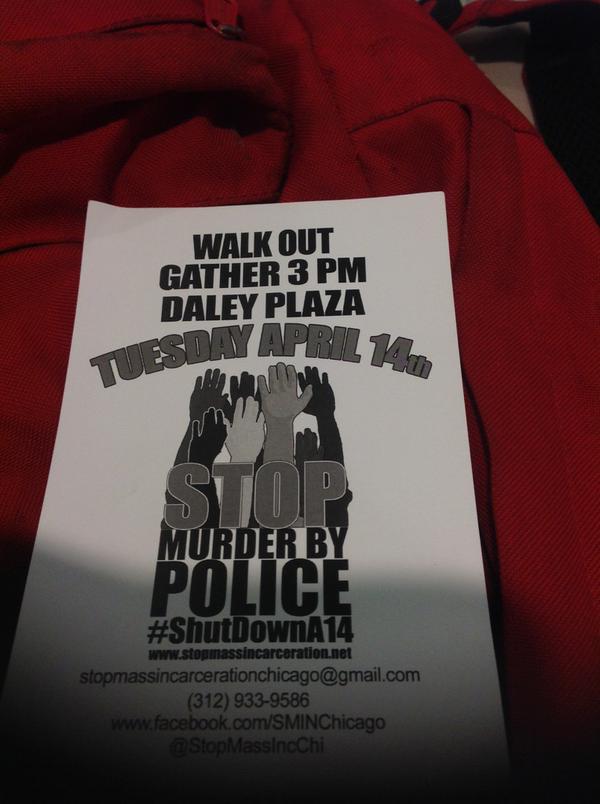 WALK OUT
GATHER 3 PM
DALEY PLAZA
TUESDAY APRIL 14th
STOP
MURDER BY
POLICE
#ShutDownA14
www.stopmassincarceration.net
stopmassincarcerationchicago@gmail.com
(312) 933-9586
www.facebook.com/SMINChicago
@StopMassIncChi